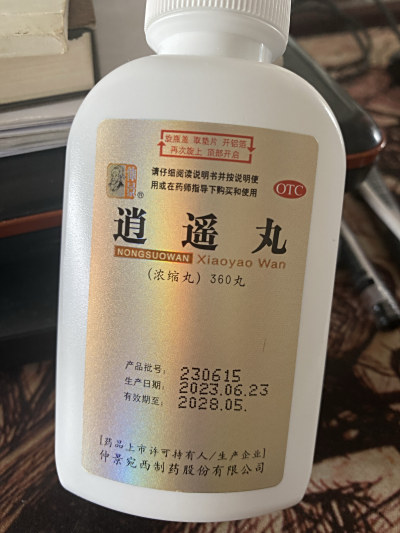 旋瓶盖 取垫片 开铝箔
再次旋上 顶部开启
请仔细阅读说明书并按说明使
用或在药师指导下购买和使用
OTC
®
逍遥丸
NONGSUOWAN Xiaoyao Wan
(浓缩丸) 360丸
产品批号: 230615
生产日期: 2023.06.23
有效期至: 2028.05.
[药品上市许可持有人/生产企业]
仲景宛西制药股份有限公司